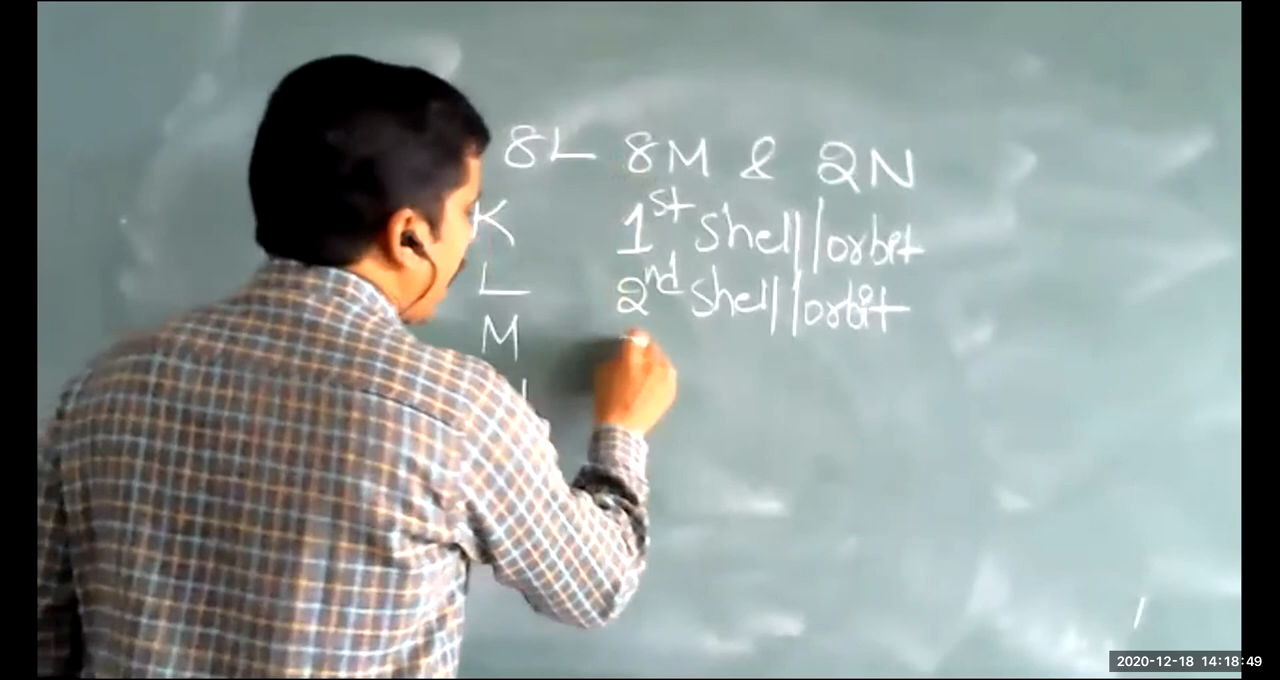 8L 8M & 2N
K 1st shell/orbit
L 2nd shell/orbit
M
2020-12-18 14:18:49